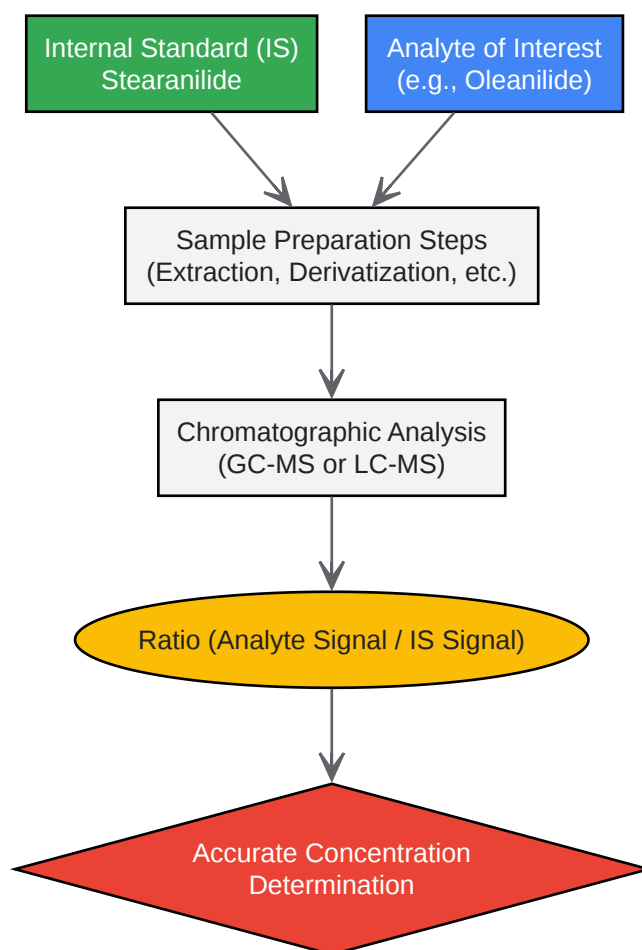 Internal Standard (IS)
Stearanilide
Analyte of Interest
(e.g., Oleanilide)
Sample Preparation Steps
(Extraction, Derivatization, etc.)
Chromatographic Analysis
(GC-MS or LC-MS)
Ratio (Analyte Signal / IS Signal)
Accurate Concentration
Determination